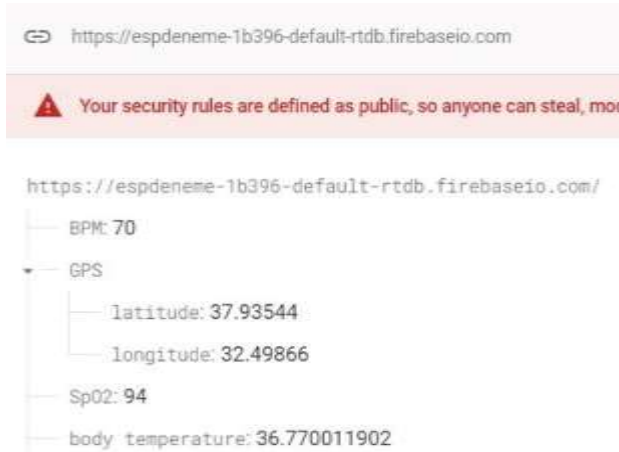 https://espdeneme-1b396-default-rtdb.firebaseio.com
Your security rules are defined as public, so anyone can steal, mo
https://espdeneme-1b396-default-rtdb.firebaseio.com/
BPM: 70
GPS
latitude: 37.93544
longitude: 32.49866
SpO2: 94
body temperature: 36.770011902